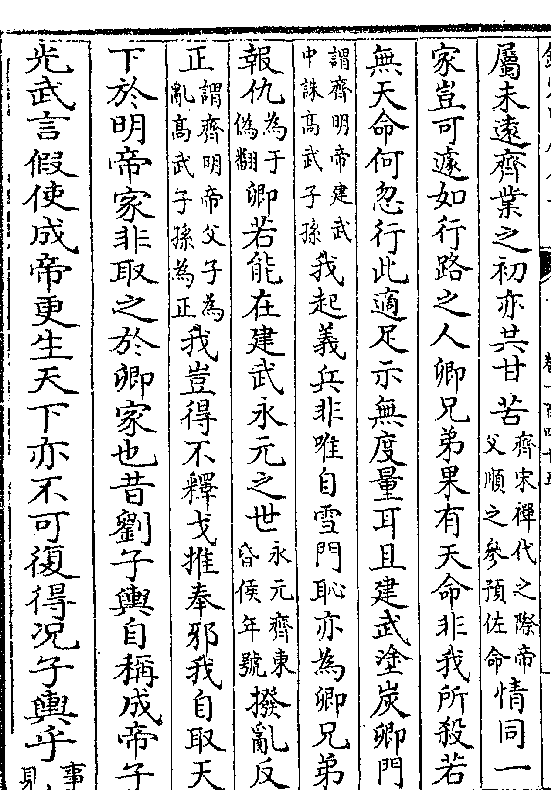 卷一百四十五
屬未遠齊業之初亦共甘苦齊宋禪代之際帝父順之參預佐命情同一
家豈可遽如行路之人卿兄弟果有天命非我所殺若
無天命何忽行此適足示無度量耳且建武塗炭卿門
謂齊明帝建武中誅高武子孫我起義兵非唯自雪門恥亦為卿兄弟
報仇為于偽翻卿若能在建武永元之世永元齊東昏侯年號撥亂反
正謂齊明帝父子為亂高武子孫為正我豈得不釋戈推奉邪我自取天
下於明帝家非取之於卿家也昔劉子輿自稱成帝子
光武言假使成帝更生天下亦不可復得况子輿乎事見